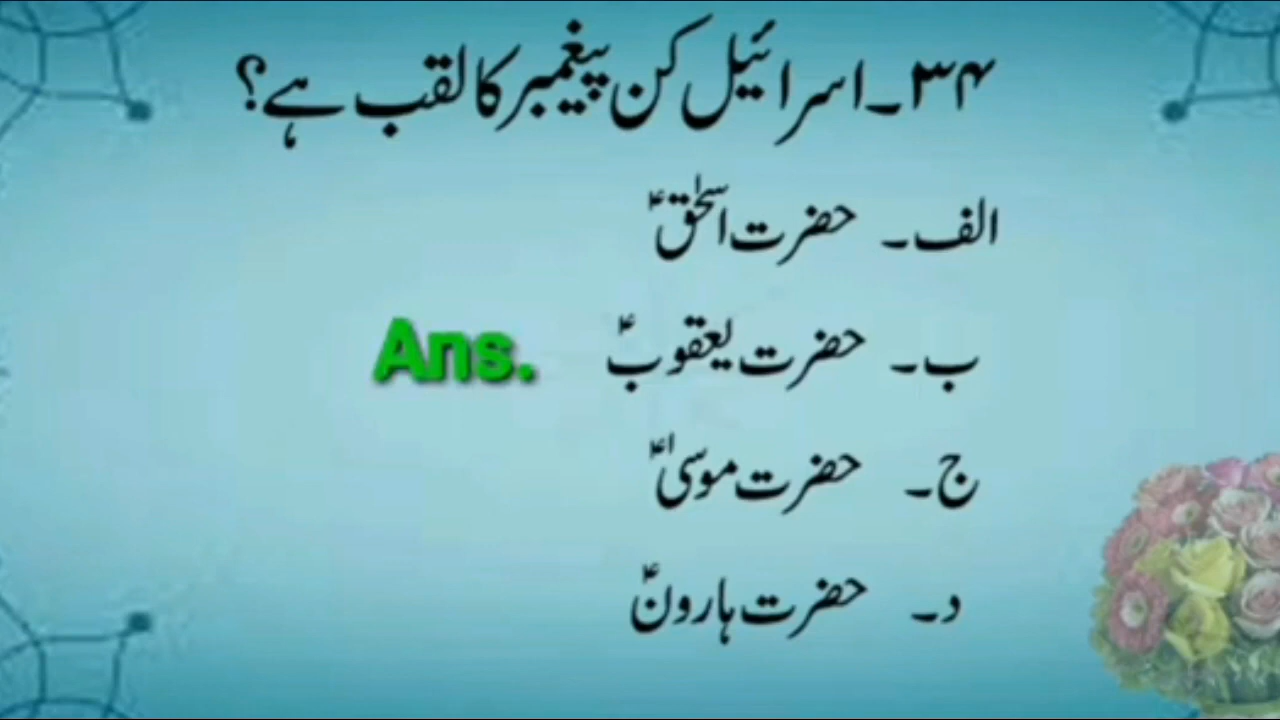 ۳۴۔ اسرائیل کن پیغمبر کا لقب ہے؟
الف۔ حضرت اسحٰقؑ
ب۔ حضرت یعقوبؑ Ans.
ج۔ حضرت موسیٰؑ
د۔ حضرت ہارونؑ